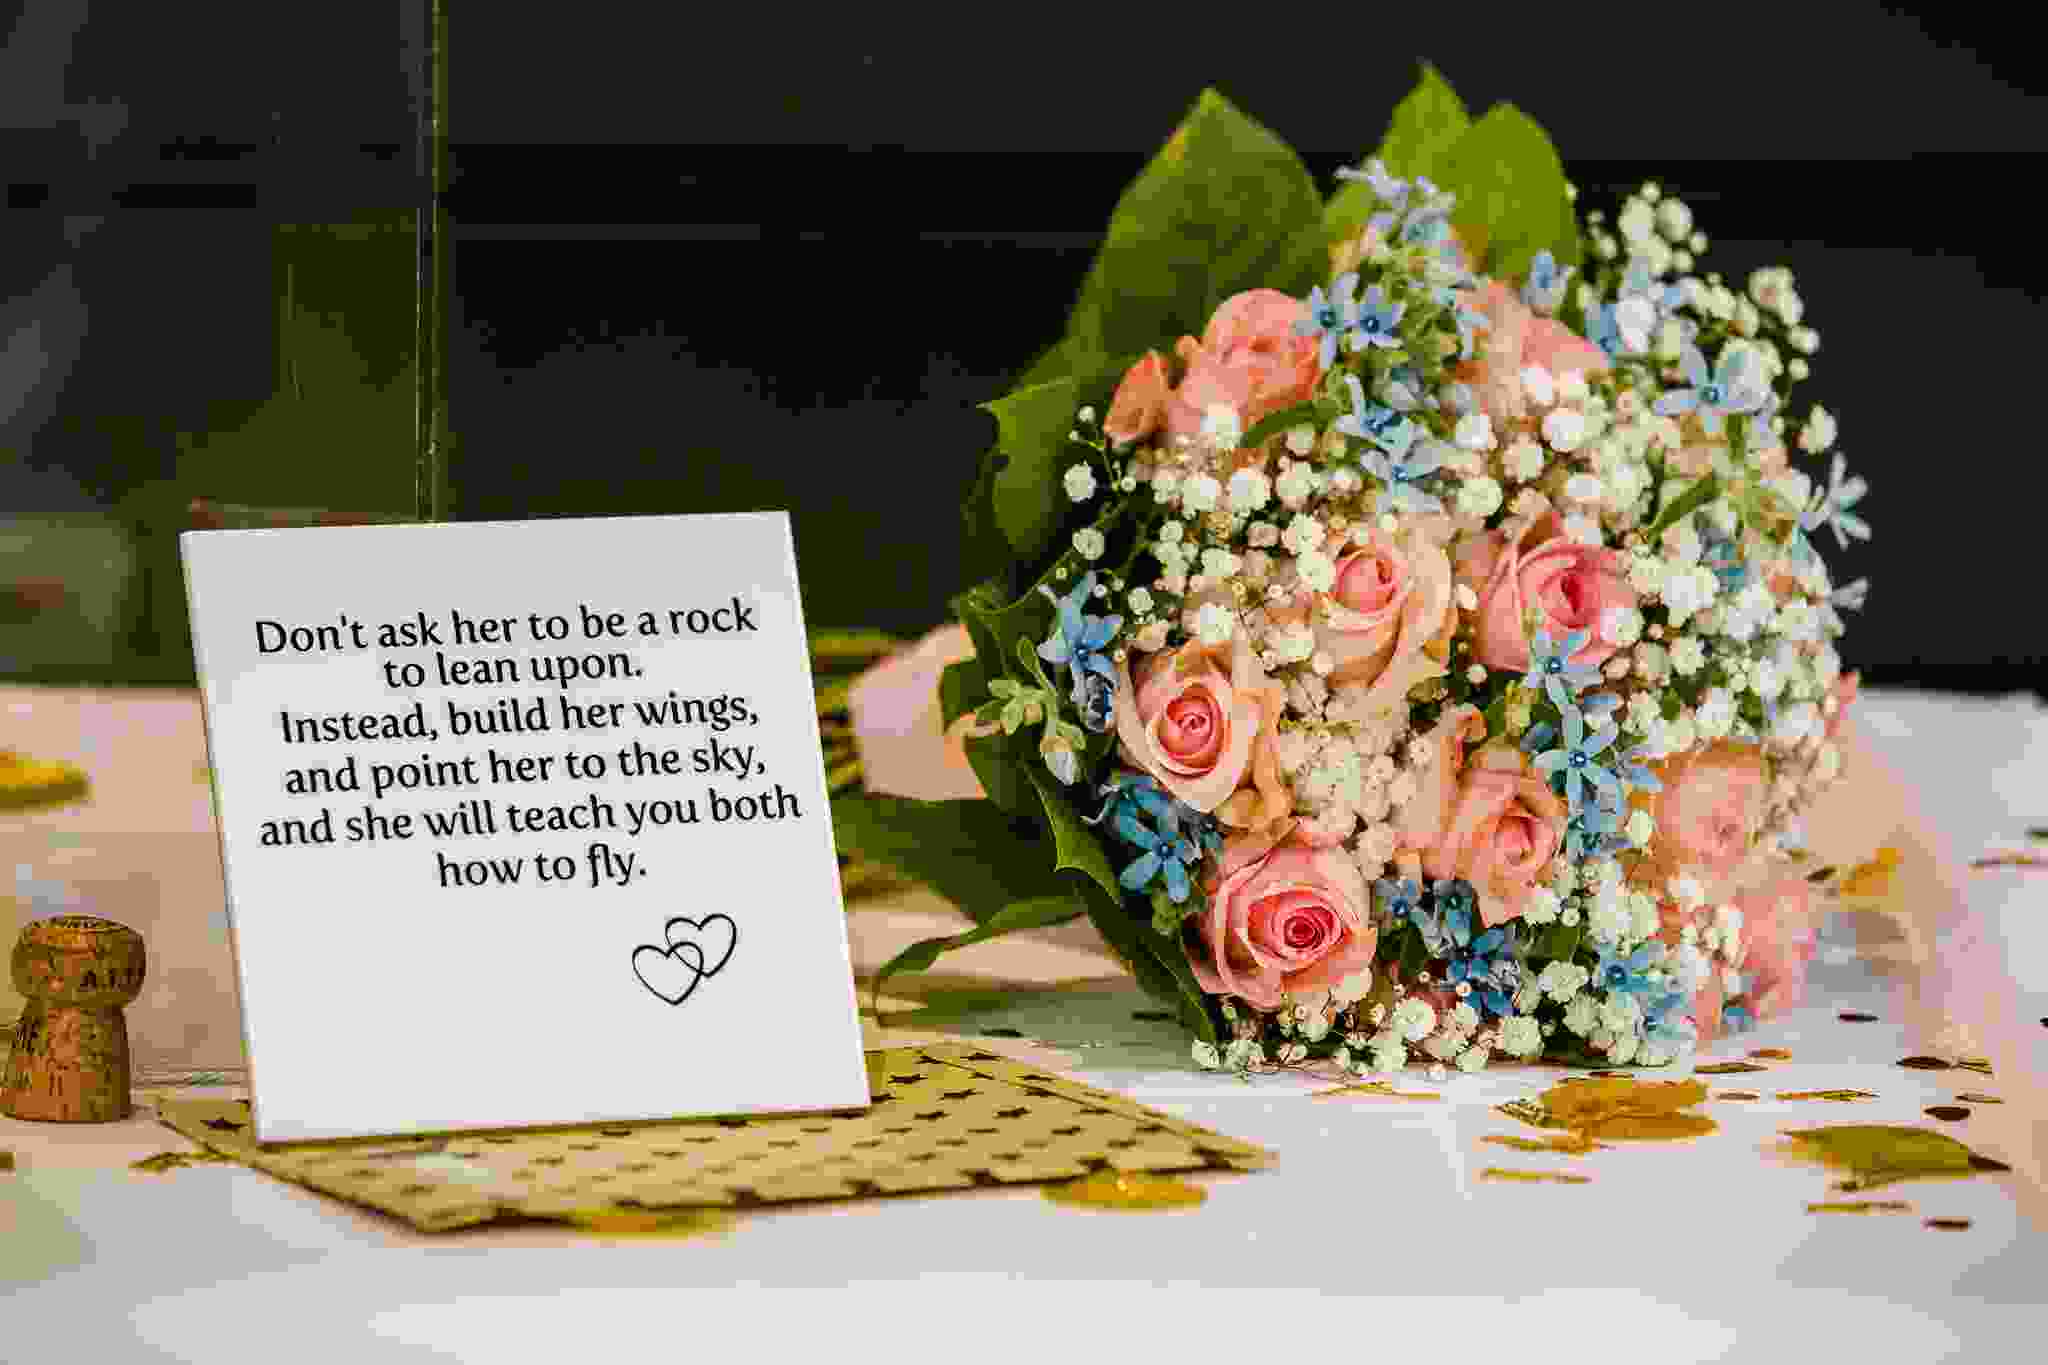 Don't ask her to be a rock
to lean upon.
Instead, build her wings,
and point her to the sky,
and she will teach you both
how to fly.